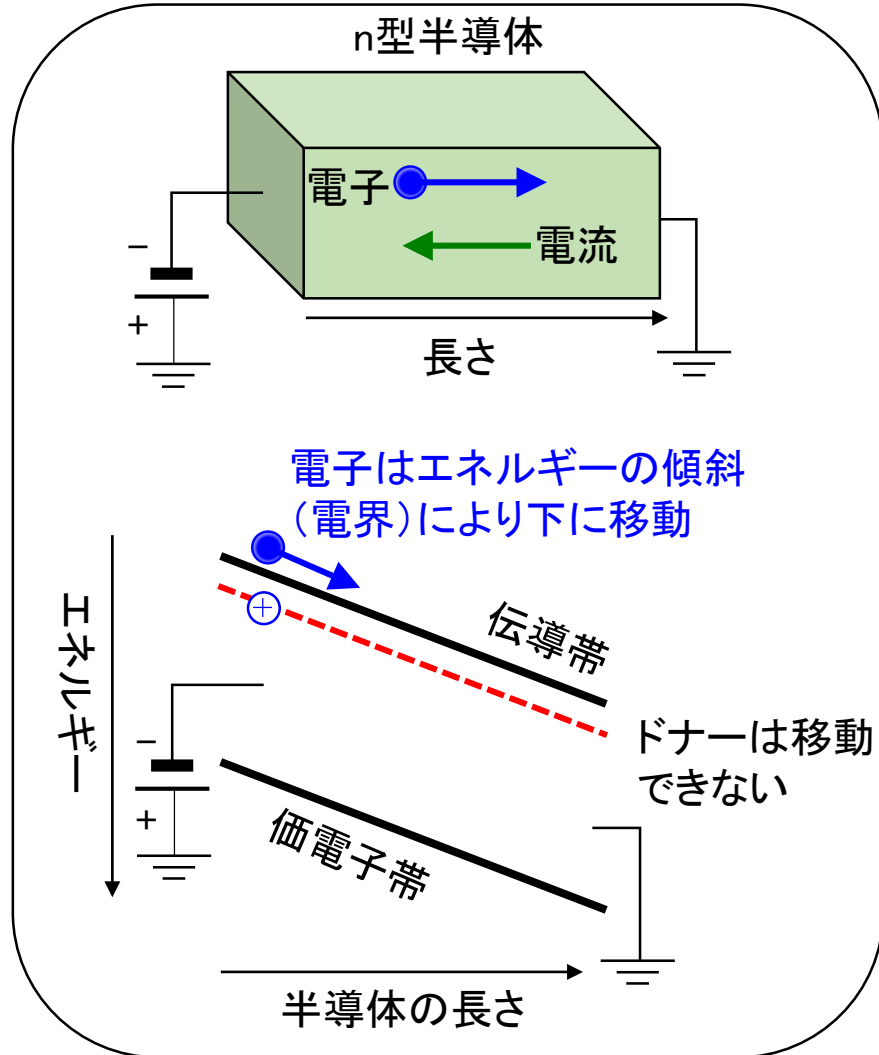 n型半導体
電子
電流
−
+
長さ
電子はエネルギーの傾斜
（電界）により下に移動
エネルギー
+
伝導帯
ドナーは移動
できない
−
+
価電子帯
半導体の長さ